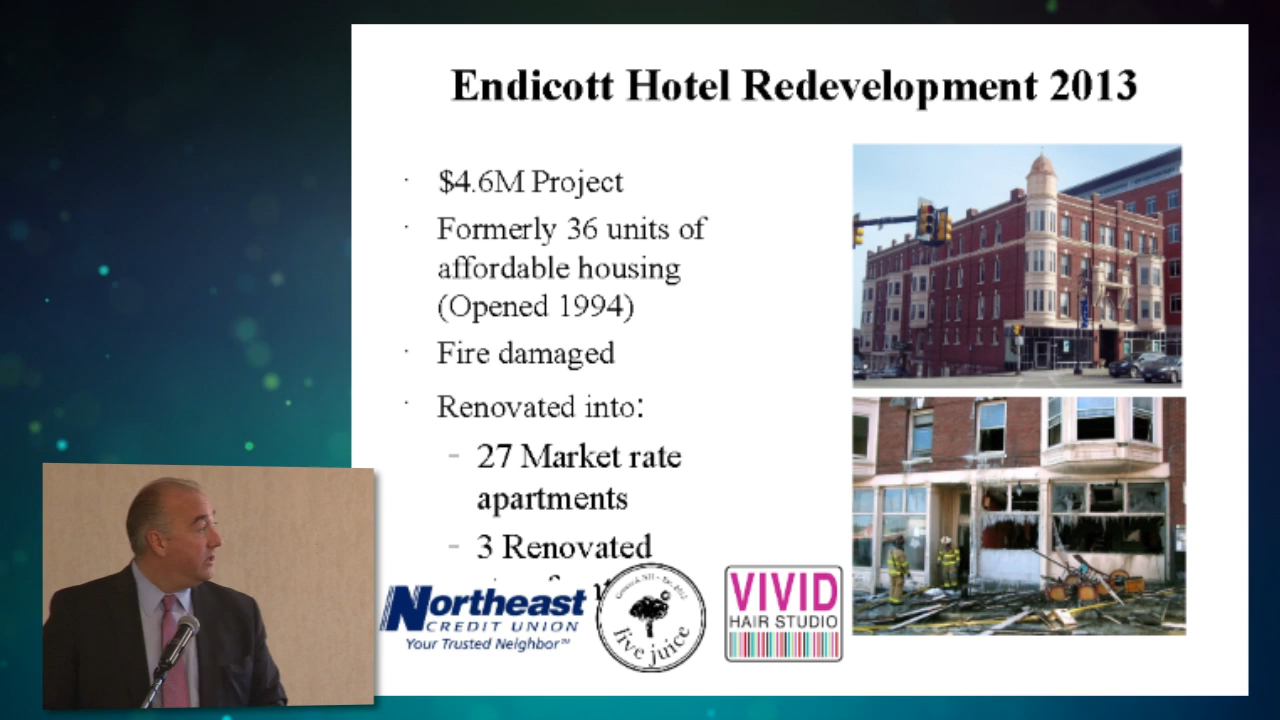 Endicott Hotel Redevelopment 2013
· $4.6M Project
· Formerly 36 units of
affordable housing
(Opened 1994)
· Fire damaged
· Renovated into:
- 27 Market rate
apartments
- 3 Renovated
Northeast
CREDIT UNION
Your Trusted Neighbor℠
live juice
VIVID
HAIR STUDIO